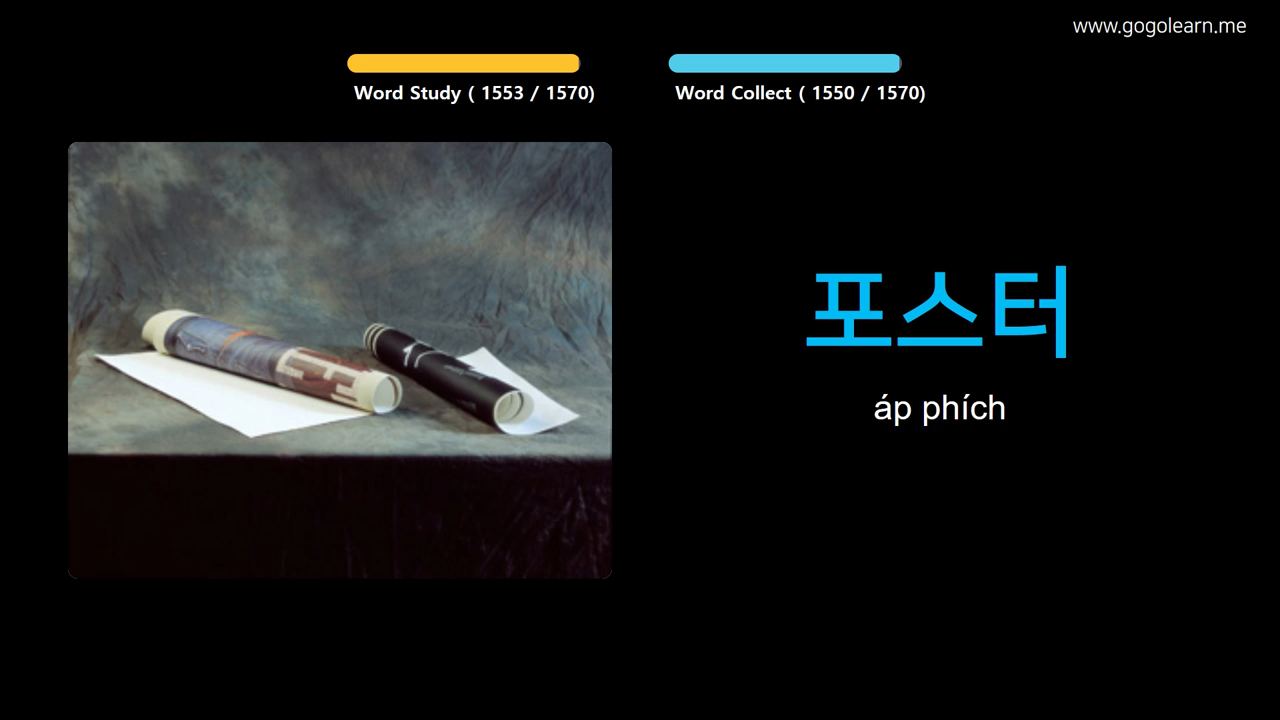 www.gogolearn.me
Word Study ( 1553 / 1570)
Word Collect ( 1550 / 1570)
포스터
áp phích